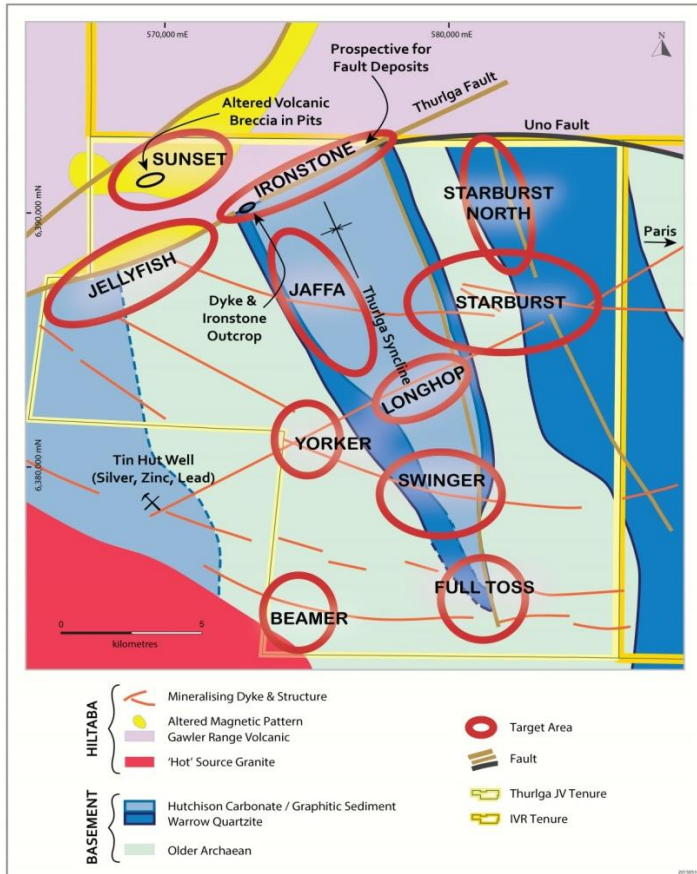 570,000 mE
580,000 mE
N
Prospective for
Fault Deposits
Thurlga Fault
Altered Volcanic
Breccia in Pits
Uno Fault
SUNSET
IRONSTONE
STARBURST
NORTH
6,390,000 mN
Paris
JELLYFISH
JAFFA
STARBURST
Dyke &
Ironstone
Outcrop
Thurlga Syncline
LONGHOP
YORKER
6,380,000 mN
Tin Hut Well
(Silver, Zinc, Lead)
SWINGER
FULL TOSS
BEAMER
0
5
kilometres
HILTABA
Mineralising Dyke & Structure
Altered Magnetic Pattern
Gawler Range Volcanic
'Hot' Source Granite
BASEMENT
Hutchison Carbonate / Graphitic Sediment
Warrow Quartzite
Older Archaean
Target Area
Fault
Thurlga JV Tenure
IVR Tenure